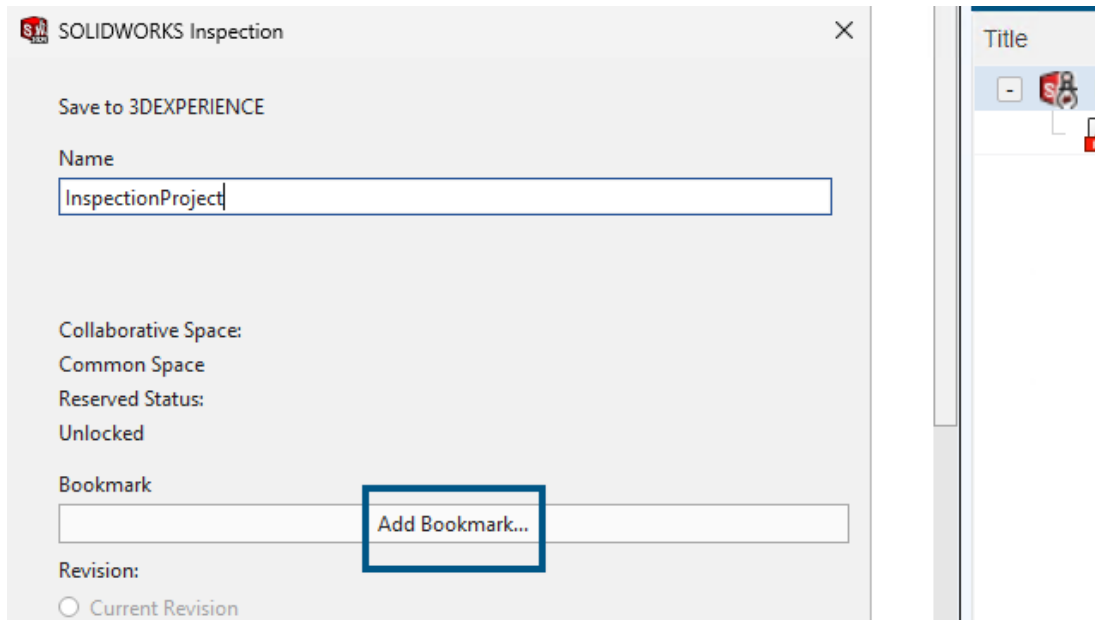 SOLIDWORKS Inspection
Save to 3DEXPERIENCE
Name
InspectionProject
Collaborative Space:
Common Space
Reserved Status:
Unlocked
Bookmark
Add Bookmark...
Revision:
Current Revision
Title